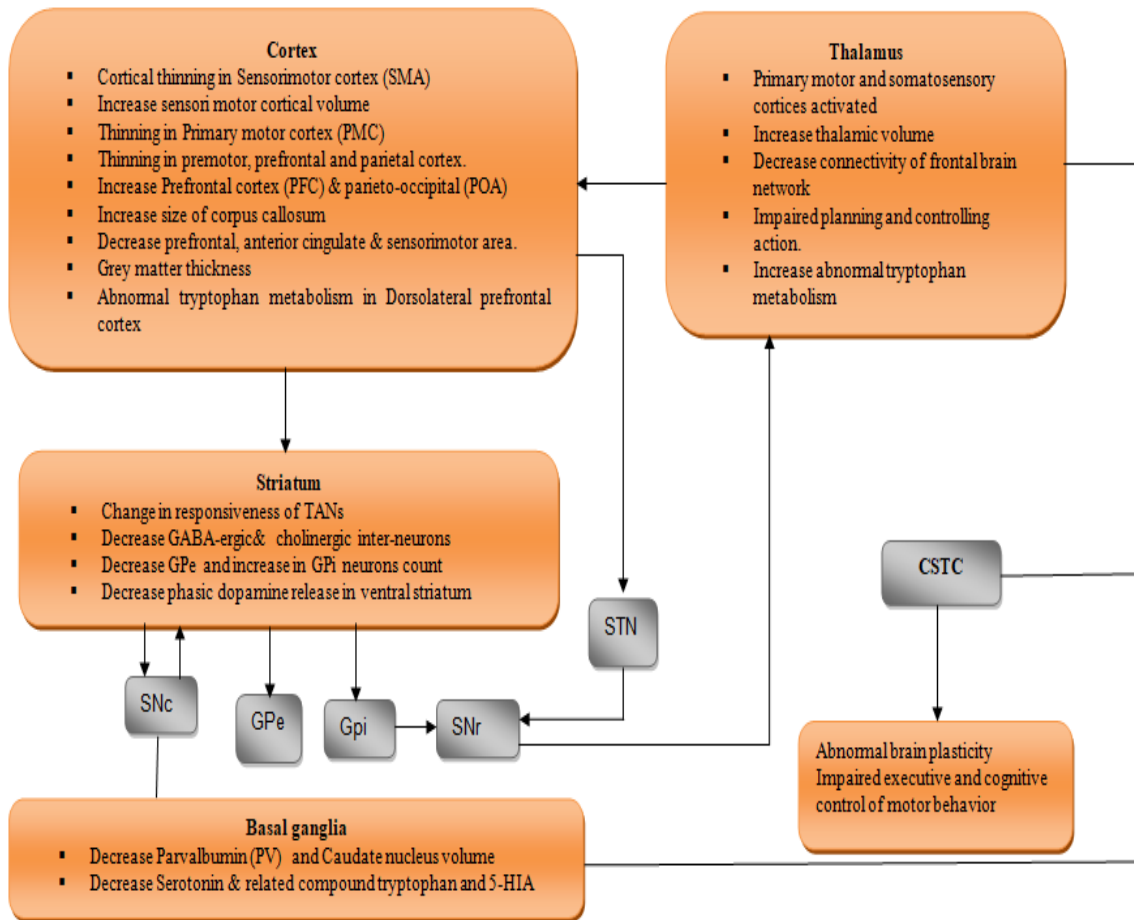 Cortex
▪ Cortical thinning in Sensorimotor cortex (SMA)
▪ Increase sensori motor cortical volume
▪ Thinning in Primary motor cortex (PMC)
▪ Thinning in premotor, prefrontal and parietal cortex.
▪ Increase Prefrontal cortex (PFC) & parieto-occipital (POA)
▪ Increase size of corpus callosum
▪ Decrease prefrontal, anterior cingulate & sensorimotor area.
▪ Grey matter thickness
▪ Abnormal tryptophan metabolism in Dorsolateral prefrontal
cortex
Thalamus
▪ Primary motor and somatosensory
cortices activated
▪ Increase thalamic volume
▪ Decrease connectivity of frontal brain
network
▪ Impaired planning and controlling
action.
▪ Increase abnormal tryptophan
metabolism
Striatum
▪ Change in responsiveness of TANs
▪ Decrease GABA-ergic& cholinergic inter-neurons
▪ Decrease GPe and increase in GPi neurons count
▪ Decrease phasic dopamine release in ventral striatum
CSTC
STN
SNc
GPe
Gpi
SNr
Abnormal brain plasticity
Impaired executive and cognitive
control of motor behavior
Basal ganglia
▪ Decrease Parvalbumin (PV) and Caudate nucleus volume
▪ Decrease Serotonin & related compound tryptophan and 5-HIA